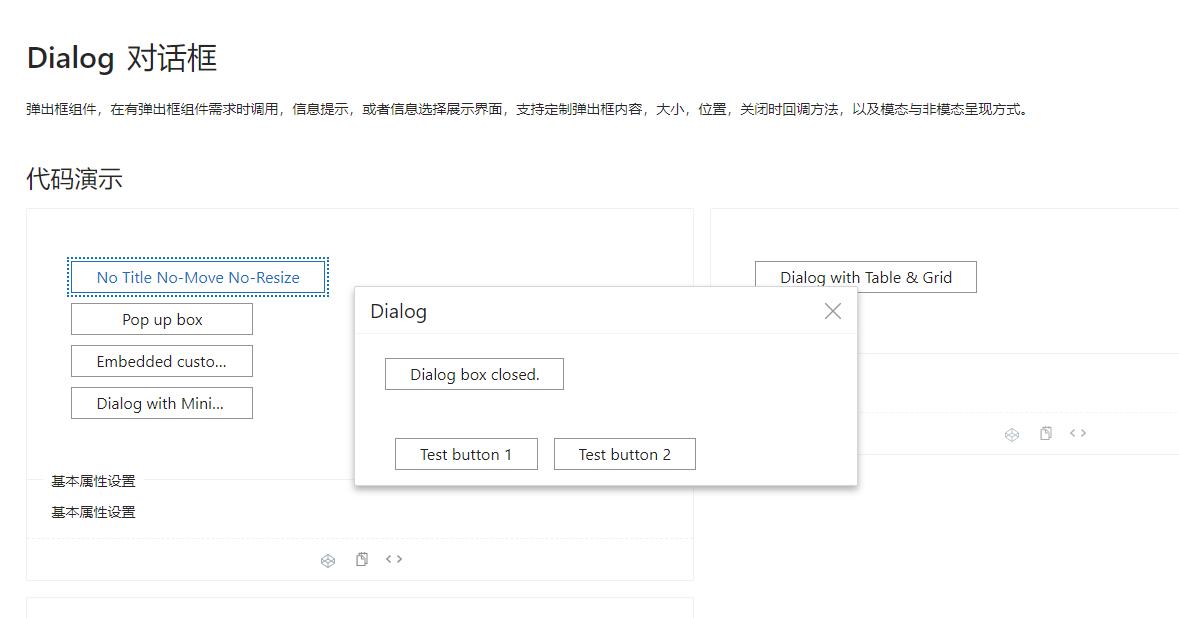 Dialog 对话框
弹出框组件，在有弹出框组件需求时调用，信息提示，或者信息选择展示界面，支持定制弹出框内容，大小，位置，关闭时回调方法，以及模态与非模态呈现方式。
代码演示
No Title No-Move No-Resize
Pop up box
Embedded custo...
Dialog with Mini...
基本属性设置
基本属性设置
Dialog with Table & Grid
Dialog
Dialog box closed.
Test button 1
Test button 2